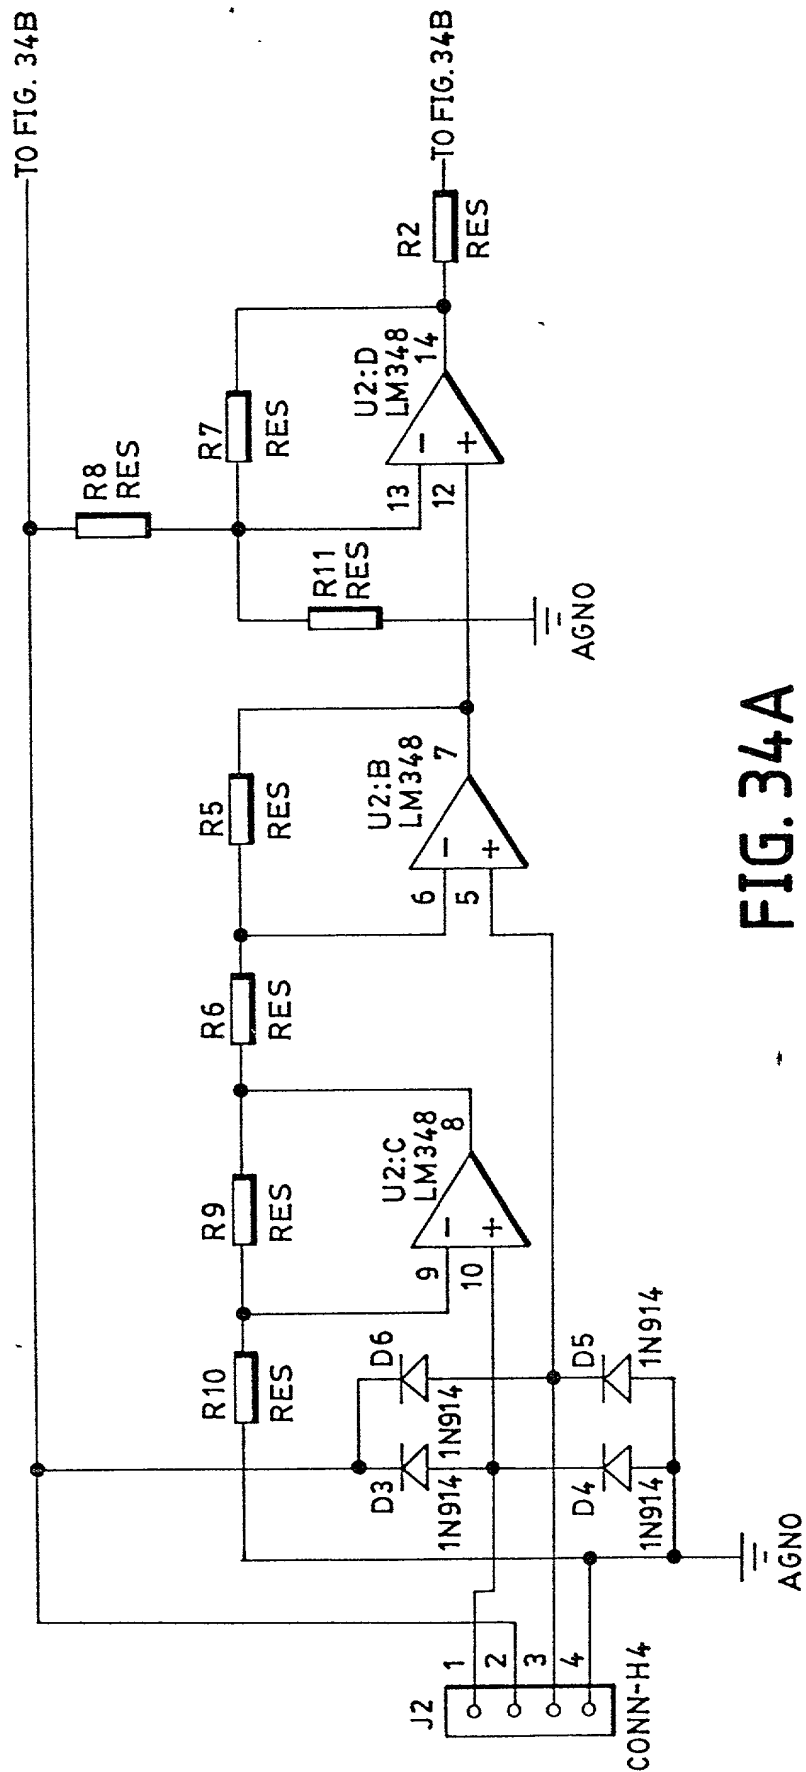 TO FIG. 34B
R8
RES
R7
RES
R11
RES
AGNO
13
12
U2:D
LM348
14
R2
RES
TO FIG. 34B
R5
RES
R6
RES
6
5
U2:B
LM348
7
R9
RES
R10
RES
9
10
U2:C
LM348
8
D3
1N914
D6
1N914
D4
1N914
D5
1N914
AGNO
J2
1
2
3
4
CONN-H4
FIG. 34A